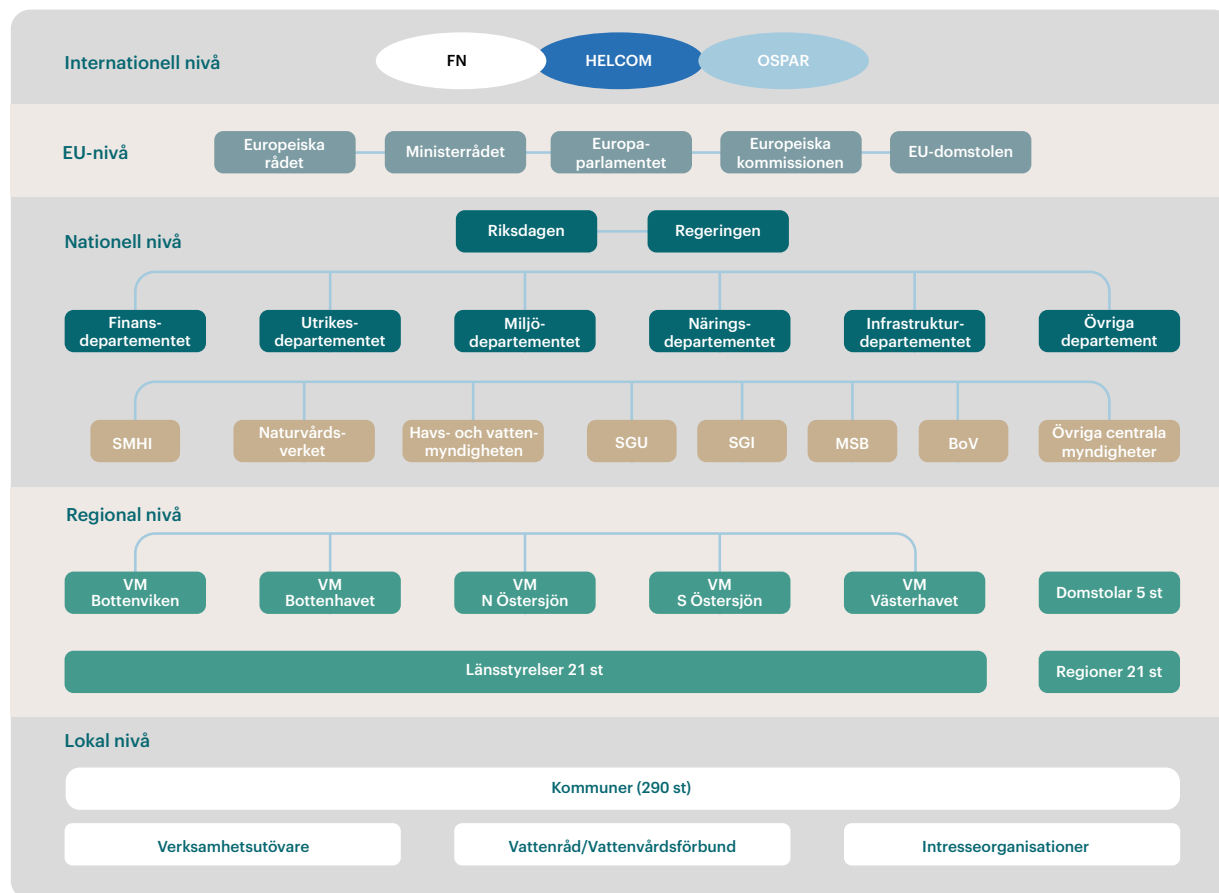 Internationell nivå
FN
HELCOM
OSPAR
EU-nivå
Europeiska
rådet
Ministerrådet
Europa-
parlamentet
Europeiska
kommissionen
EU-domstolen
Nationell nivå
Riksdagen
Regeringen
Finans-
departementet
Utrikes-
departementet
Miljö-
departementet
Närings-
departementet
Infrastruktur-
departementet
Övriga
departement
SMHI
Naturvårds-
verket
Havs- och vatten-
myndigheten
SGU
SGI
MSB
BoV
Övriga centrala
myndigheter
Regional nivå
VM
Bottenviken
VM
Bottenhavet
VM
N Östersjön
VM
S Östersjön
VM
Västerhavet
Domstolar 5 st
Länsstyrelser 21 st
Regioner 21 st
Lokal nivå
Kommuner (290 st)
Verksamhetsutövare
Vattenråd/Vattenvårdsförbund
Intresseorganisationer